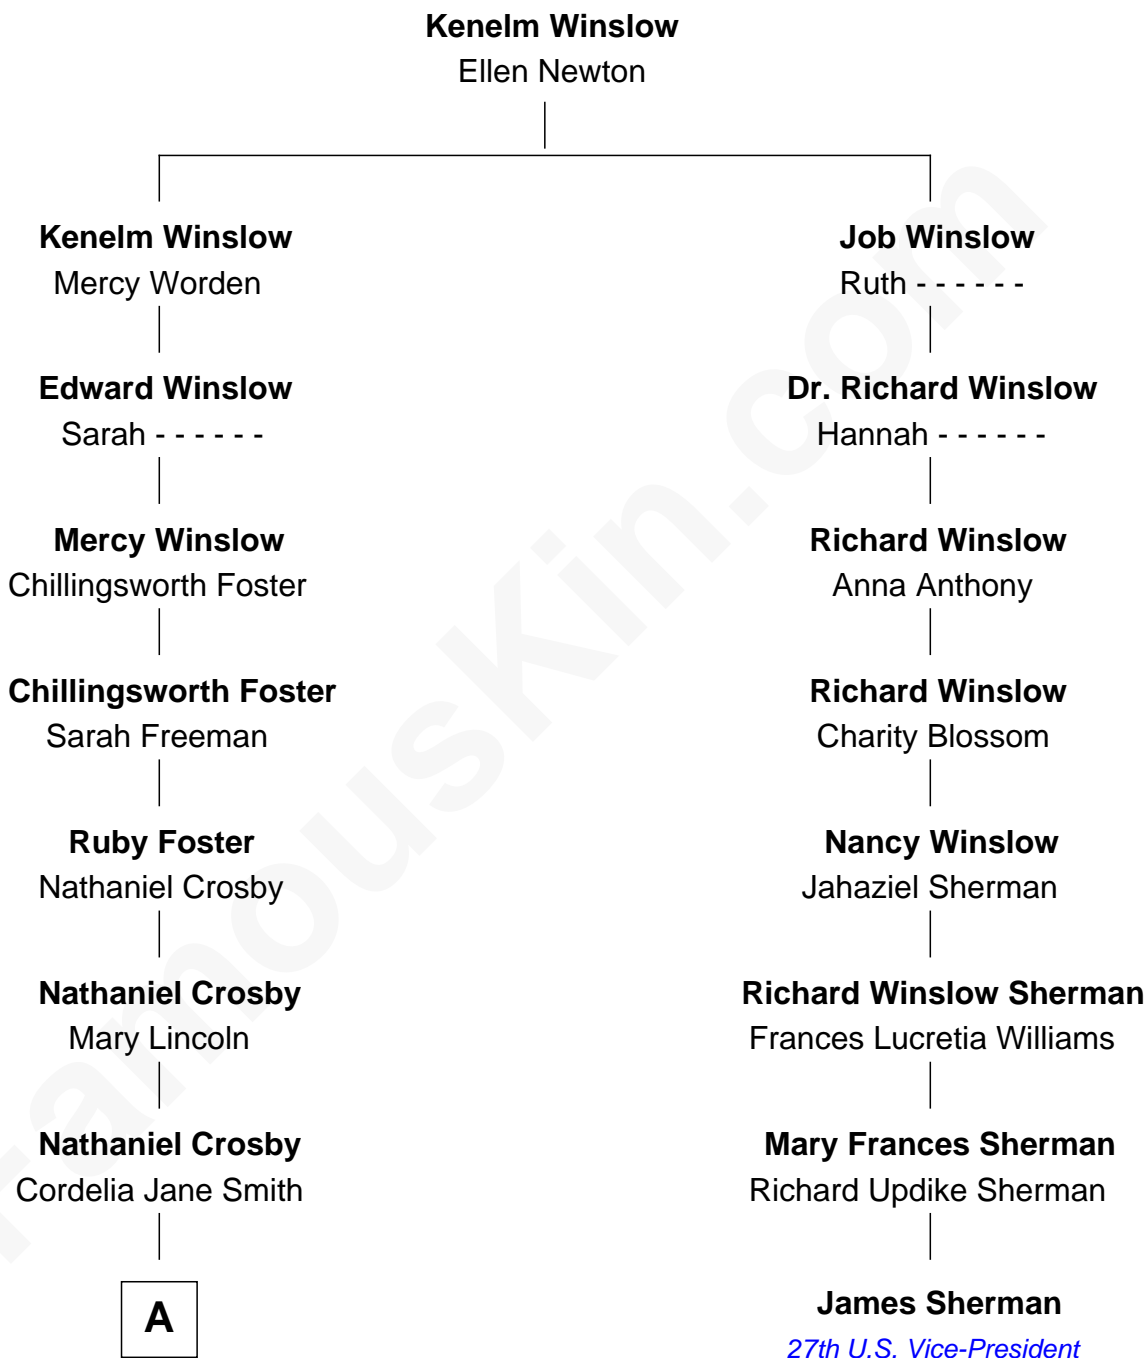 Kenelm Winslow
Ellen Newton
Kenelm Winslow
Mercy Worden
Job Winslow
Ruth - - - - - -
Edward Winslow
Sarah - - - - - -
Dr. Richard Winslow
Hannah - - - - - -
Mercy Winslow
Chillingsworth Foster
Richard Winslow
Anna Anthony
Chillingsworth Foster
Sarah Freeman
Richard Winslow
Charity Blossom
Ruby Foster
Nathaniel Crosby
Nancy Winslow
Jahaziel Sherman
Nathaniel Crosby
Mary Lincoln
Richard Winslow Sherman
Frances Lucretia Williams
Nathaniel Crosby
Cordelia Jane Smith
Mary Frances Sherman
Richard Updike Sherman
A
James Sherman
27th U.S. Vice-President
FamousKin.com